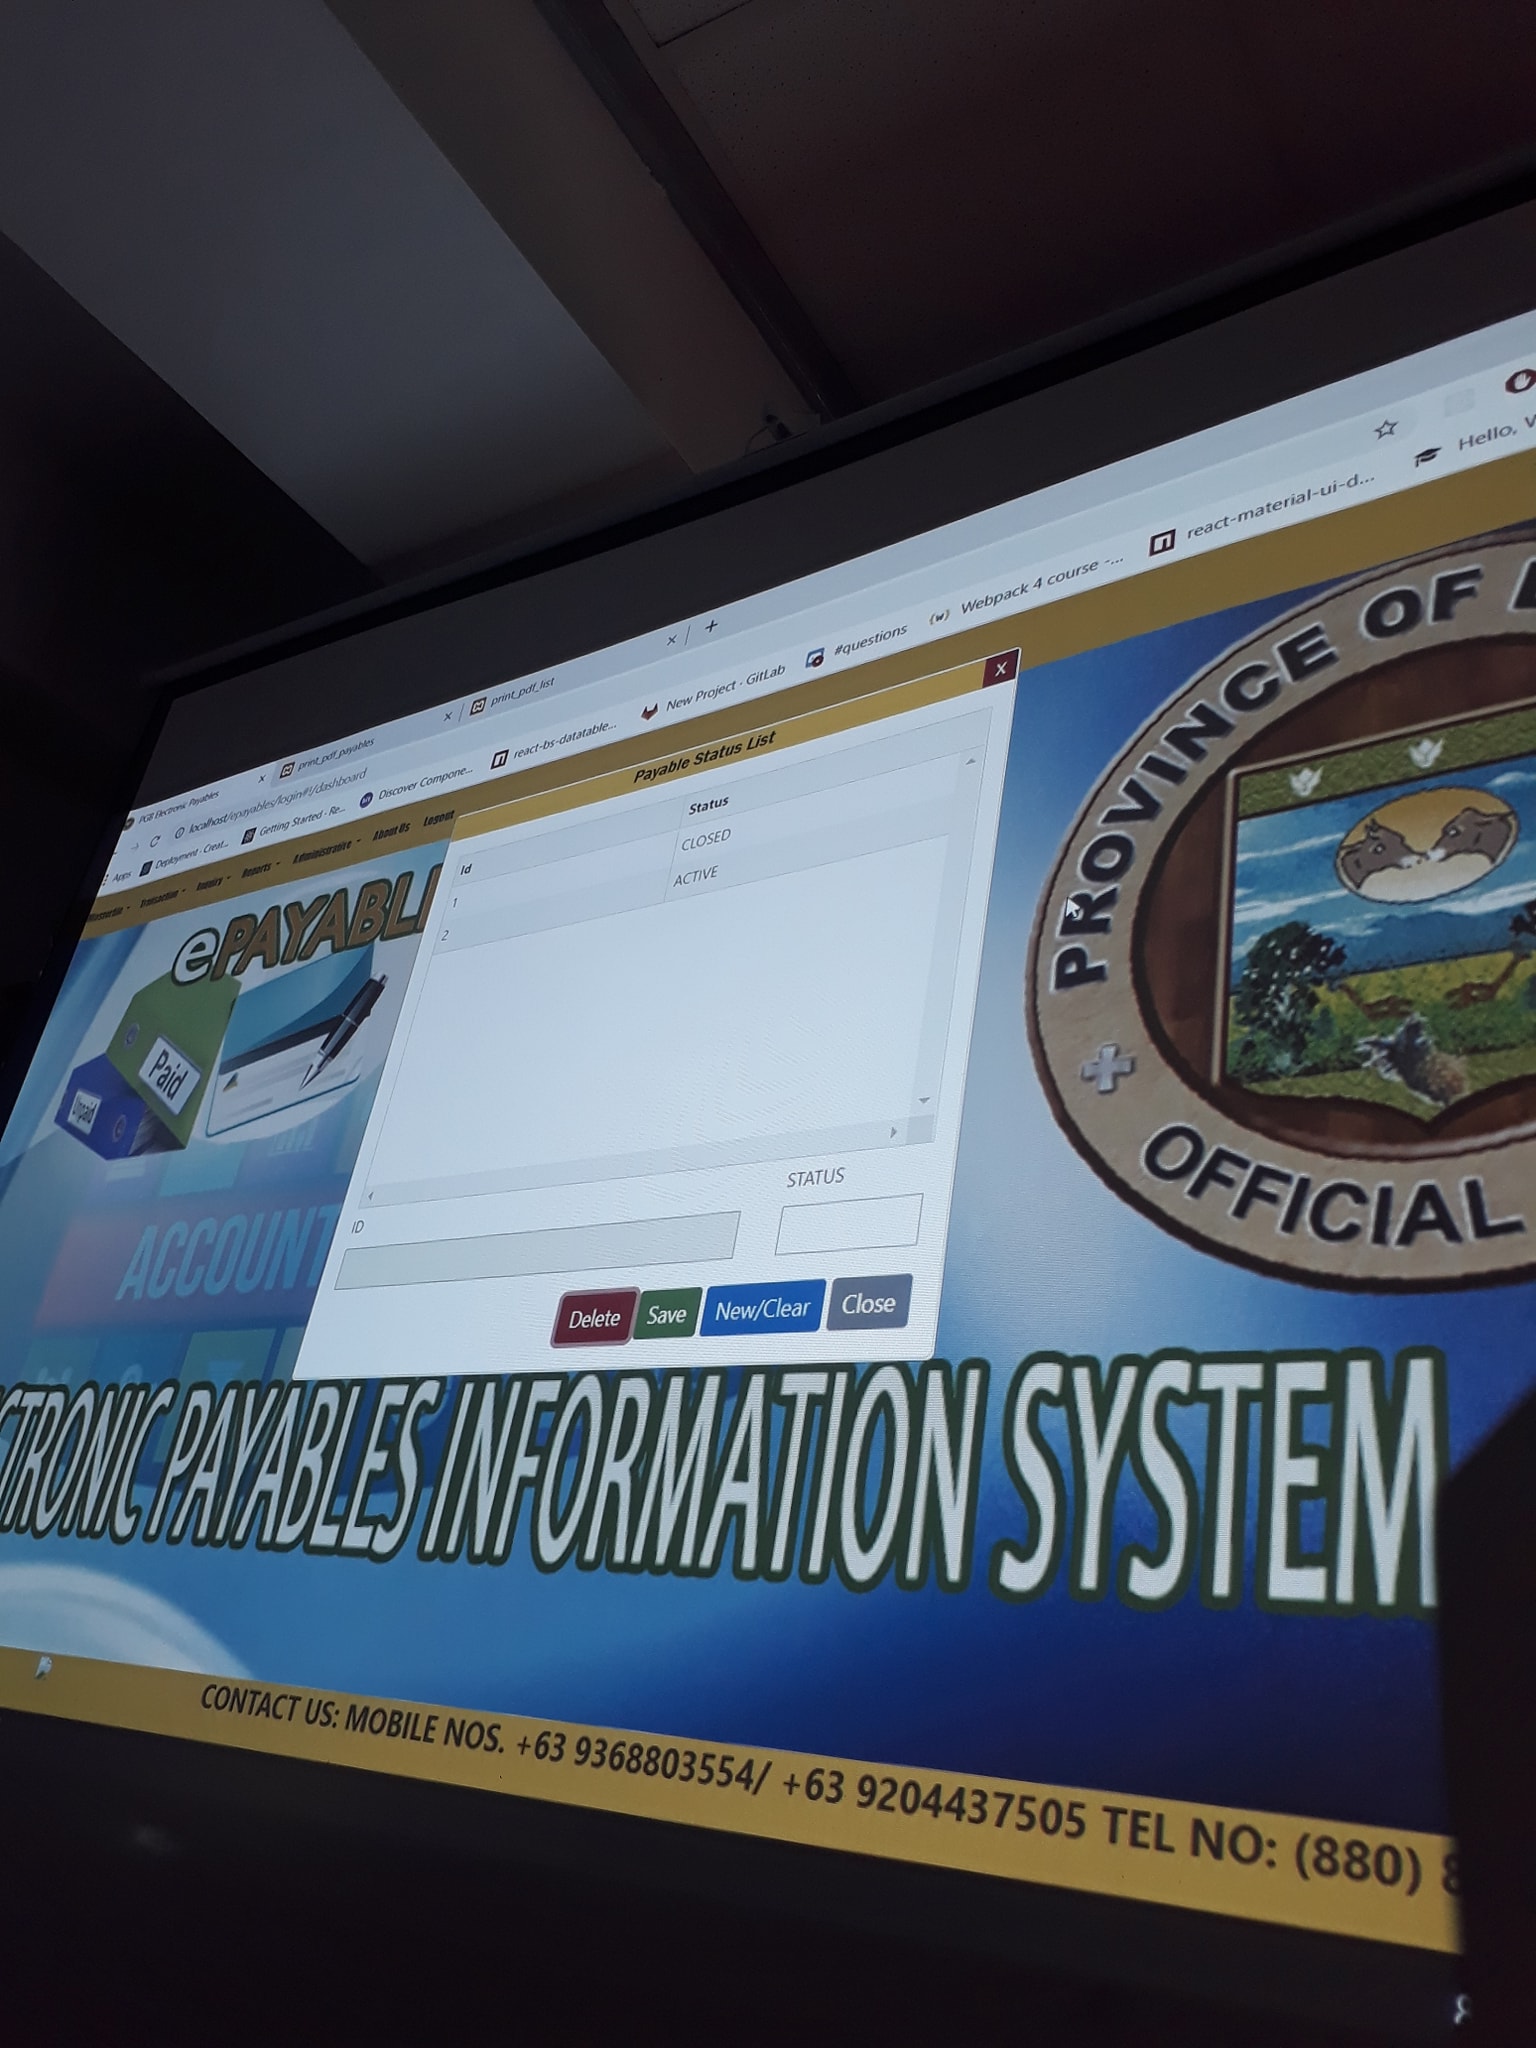 PGB Electronic Payables
print_pdf_payables
print_pdf_list
localhost/epayables/login#!/dashboard
Apps
Deployment - Creat...
Getting Started - Re...
Discover Compone...
react-bs-datatable...
New Project · GitLab
#questions
Webpack 4 course -...
react-material-ui-d...
Hello, W
Transaction
Inquiry
Reports
Administrative
About Us
Logout
Payable Status List
Id Status
1 CLOSED
2 ACTIVE
ID
STATUS
Delete Save New/Clear Close
ePAYABL
Paid
Unpaid
ACCOUNT
PROVINCE OF
OFFICIAL
CTRONIC PAYABLES INFORMATION SYSTEM
CONTACT US: MOBILE NOS. +63 9368803554/ +63 9204437505 TEL NO: (880) 8